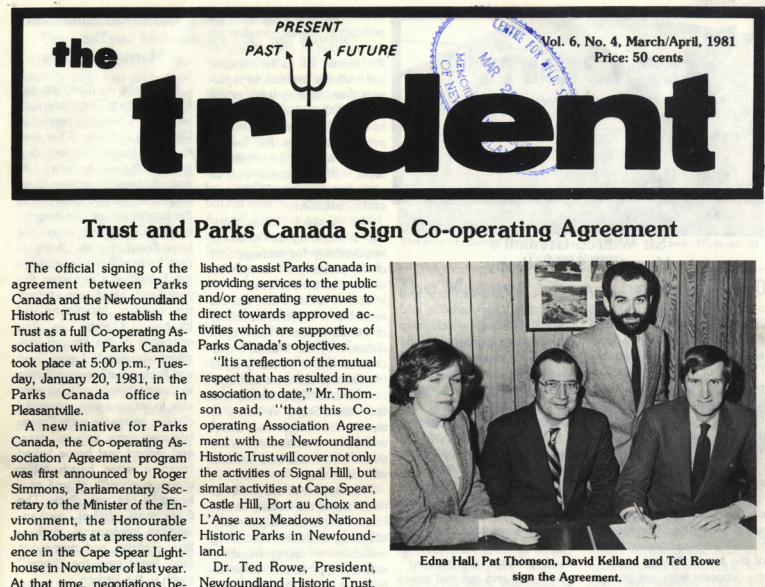 PRESENT
PAST
FUTURE
the
trident
Vol. 6, No. 4, March/April, 1981
Price: 50 cents
CENTRE FOR NFLD. S
MAR
Trust and Parks Canada Sign Co-operating Agreement
The official signing of the
agreement between Parks
Canada and the Newfoundland
Historic Trust to establish the
Trust as a full Co-operating As-
sociation with Parks Canada
took place at 5:00 p.m., Tues-
day, January 20, 1981, in the
Parks Canada office in
Pleasantville.
A new iniative for Parks
Canada, the Co-operating As-
sociation Agreement program
was first announced by Roger
Simmons, Parliamentary Sec-
retary to the Minister of the En-
vironment, the Honourable
John Roberts at a press confer-
ence in the Cape Spear Light-
house in November of last year.
At that time, negotiations be-
lished to assist Parks Canada in
providing services to the public
and/or generating revenues to
direct towards approved ac-
tivities which are supportive of
Parks Canada's objectives.
"It is a reflection of the mutual
respect that has resulted in our
association to date," Mr. Thom-
son said, "that this Co-
operating Association Agree-
ment with the Newfoundland
Historic Trust will cover not only
the activities of Signal Hill, but
similar activities at Cape Spear,
Castle Hill, Port au Choix and
L'Anse aux Meadows National
Historic Parks in Newfound-
land.
Dr. Ted Rowe, President,
Newfoundland Historic Trust,
Edna Hall, Pat Thomson, David Kelland and Ted Rowe
sign the Agreement.